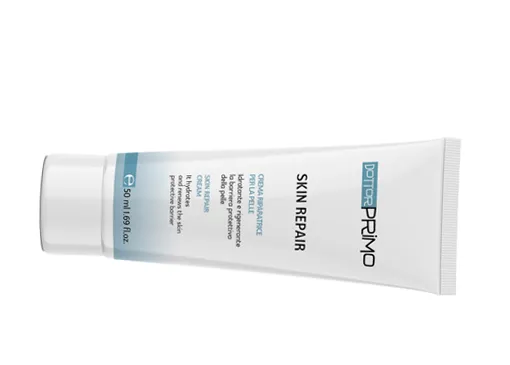 DOTTOR
PRiMO
SKIN REPAIR
CREMA RIPARATRICE
PER LA PELLE
Idratante e rigenerante
la barriera protettiva
della pelle
SKIN REPAIR
CREAM
It hydrates
and renews the skin
protective barrier
e 50 ml 1.69 fl.oz.